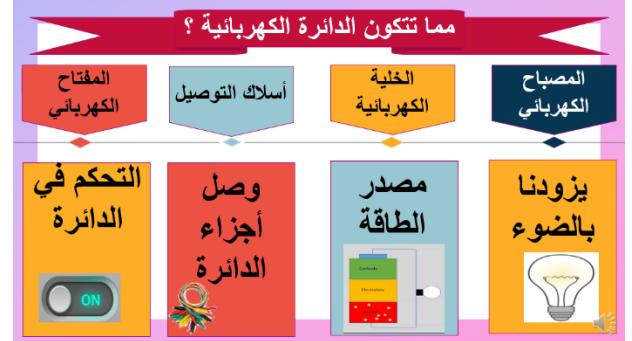 مما تتكون الدائرة الكهربائية ؟
المصباح
الكهربائي
الخلية
الكهربائية
أسلاك التوصيل
المفتاح
الكهربائي
يزودنا
بالضوء
مصدر
الطاقة
وصل
أجزاء
الدائرة
التحكم في
الدائرة
ON